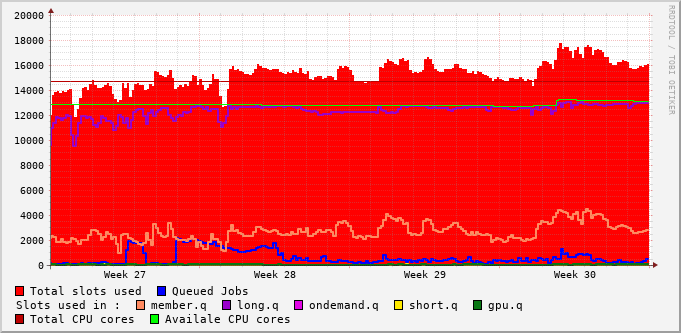 20000
18000
16000
14000
12000
10000
8000
6000
4000
2000
0
Week 27 Week 28 Week 29 Week 30
RRDTOOL / TOBI OETIKER
Total slots used Queued Jobs
Slots used in : member.q long.q ondemand.q short.q gpu.q
Total CPU cores Availale CPU cores